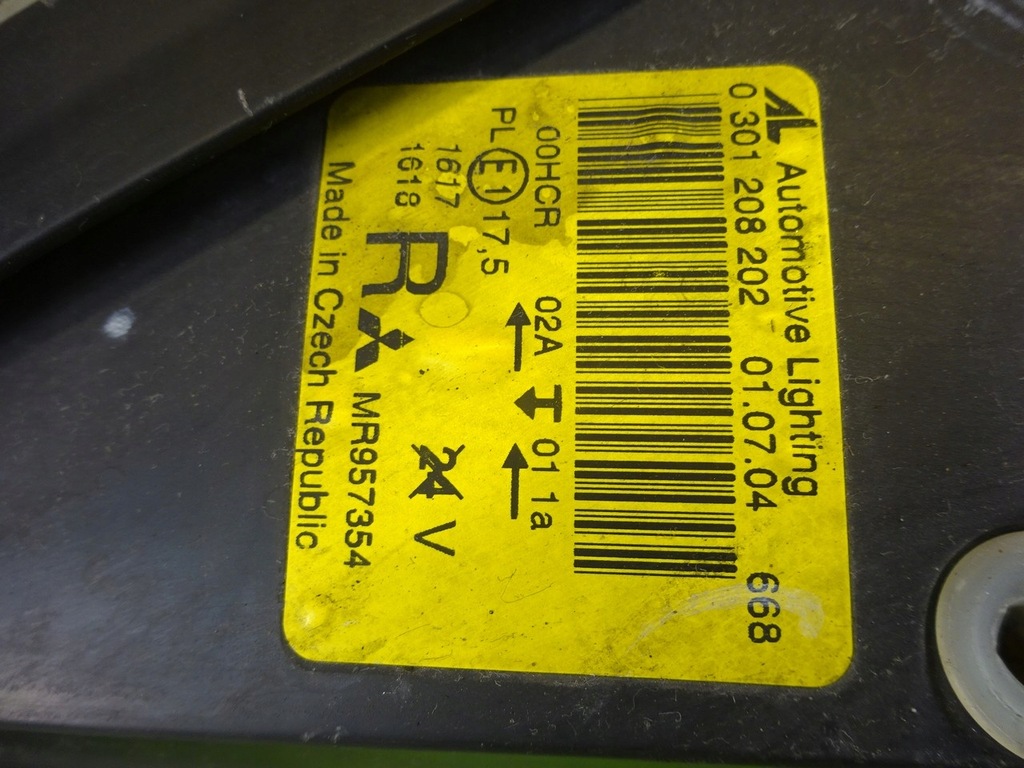 AL Automotive Lighting
0 301 208 202 01.07.04 668
00HCR 02A 01 1a
PL E1 17,5
1617
1618
24 V
R MR957354
Made in Czech Republic